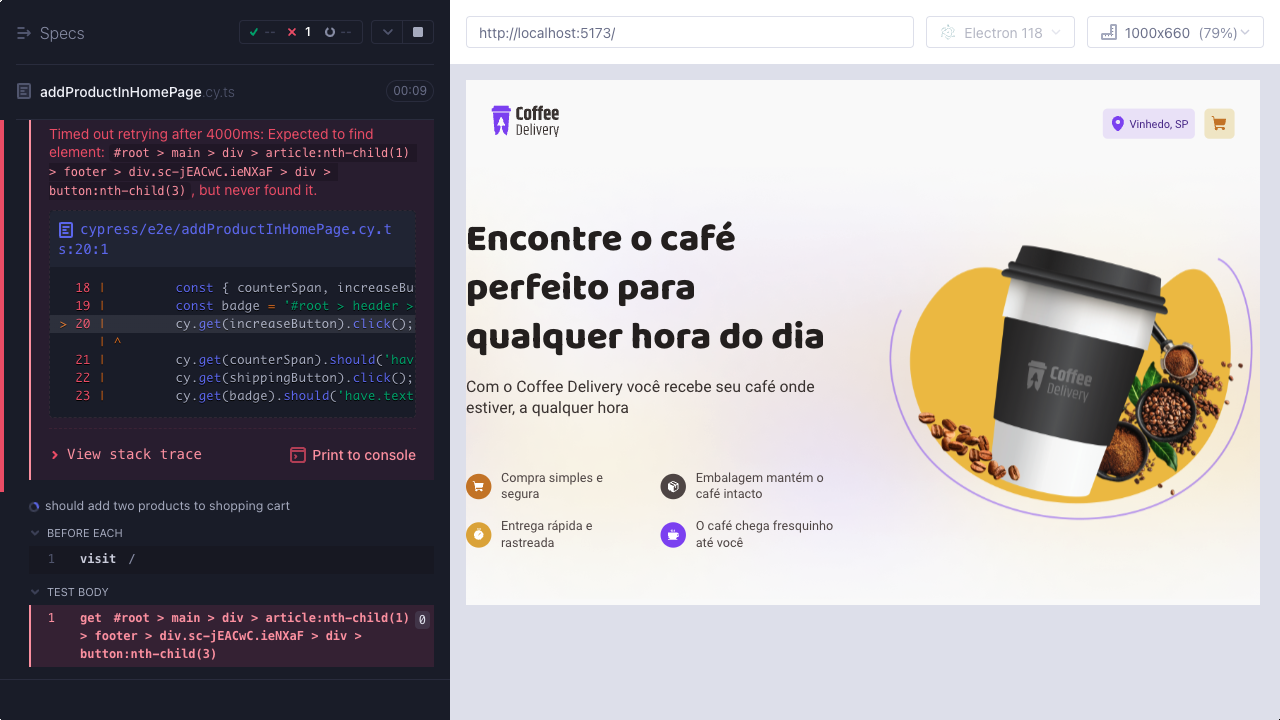 Specs
-- 1 --
addProductInHomePage.cy.ts 00:09
Timed out retrying after 4000ms: Expected to find
element: #root > main > div > article:nth-child(1)
> footer > div.sc-jEACwC.ieNXaF > div >
button:nth-child(3) , but never found it.
cypress/e2e/addProductInHomePage.cy.t
s:20:1
18 | const { counterSpan, increaseBu
19 | const badge = '#root > header >
> 20 | cy.get(increaseButton).click();
| ^
21 | cy.get(counterSpan).should('hav
22 | cy.get(shippingButton).click();
23 | cy.get(badge).should('have.text
View stack trace Print to console
should add two products to shopping cart
BEFORE EACH
1 visit /
TEST BODY
1 get #root > main > div > article:nth-child(1) 0
> footer > div.sc-jEACwC.ieNXaF > div >
button:nth-child(3)
http://localhost:5173/
Electron 118
1000x660 (79%)
Coffee
Delivery
Vinhedo, SP
Encontre o café
perfeito para
qualquer hora do dia
Com o Coffee Delivery você recebe seu café onde
estiver, a qualquer hora
Compra simples e
segura
Embalagem mantém o
café intacto
Entrega rápida e
rastreada
O café chega fresquinho
até você
Coffee
Delivery